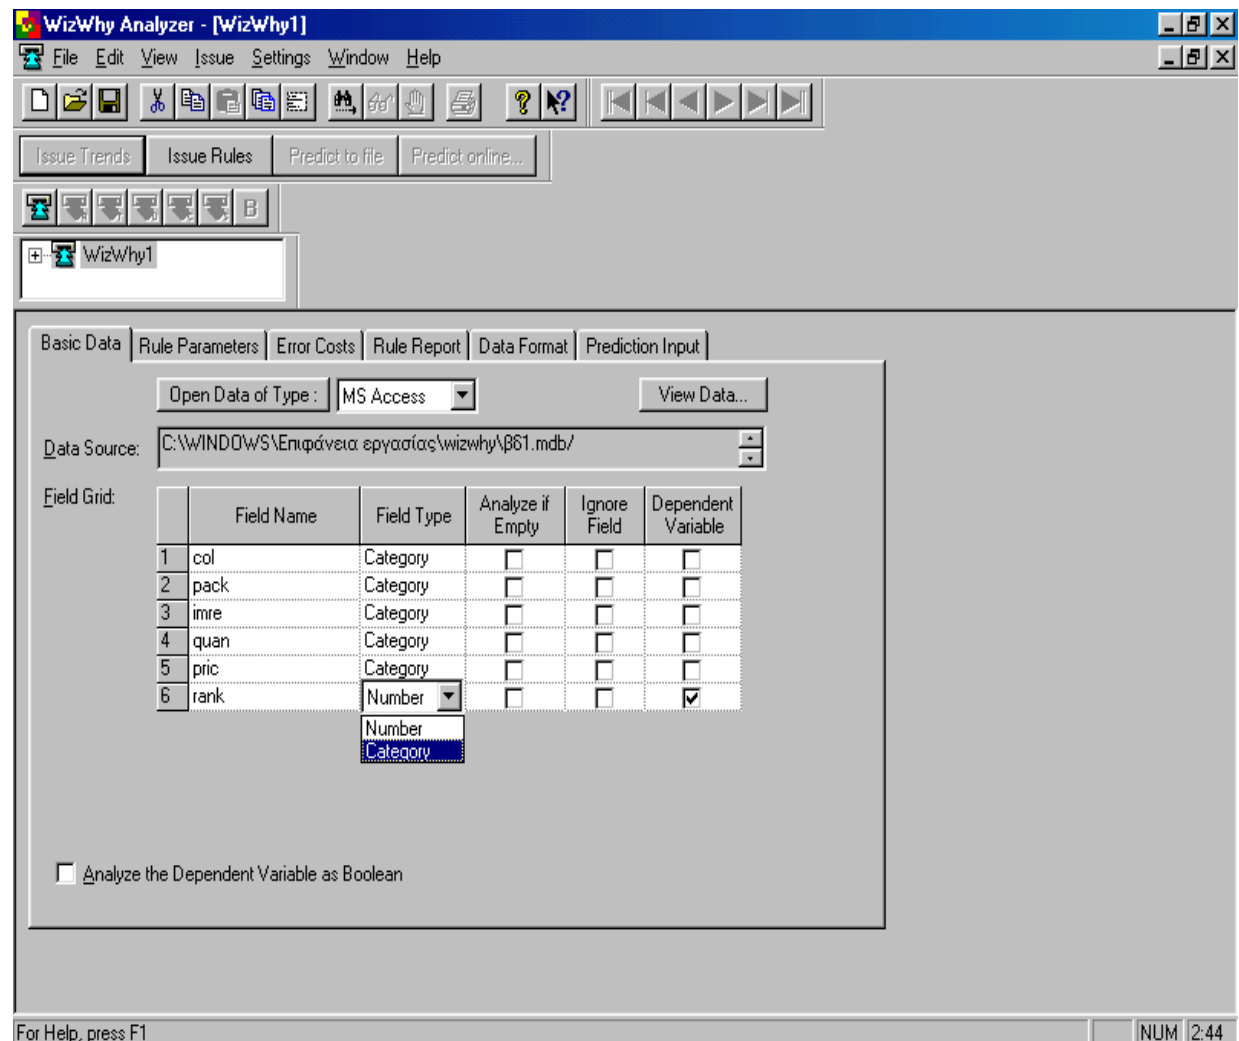 WizWhy Analyzer - [WizWhy1]
File Edit View Issue Settings Window Help
Issue Trends Issue Rules Predict to file Predict online...
B
WizWhy1
Basic Data Rule Parameters Error Costs Rule Report Data Format Prediction Input
Open Data of Type : MS Access View Data...
Data Source: C:\WINDOWS\Επιφάνεια εργασίας\wizwhy\βδ1.mdb/
Field Grid:
Field Name Field Type Analyze if Empty Ignore Field Dependent Variable
1 col Category
2 pack Category
3 imre Category
4 quan Category
5 pric Category
6 rank Number
Number
Category
Analyze the Dependent Variable as Boolean
For Help, press F1 NUM 2:44